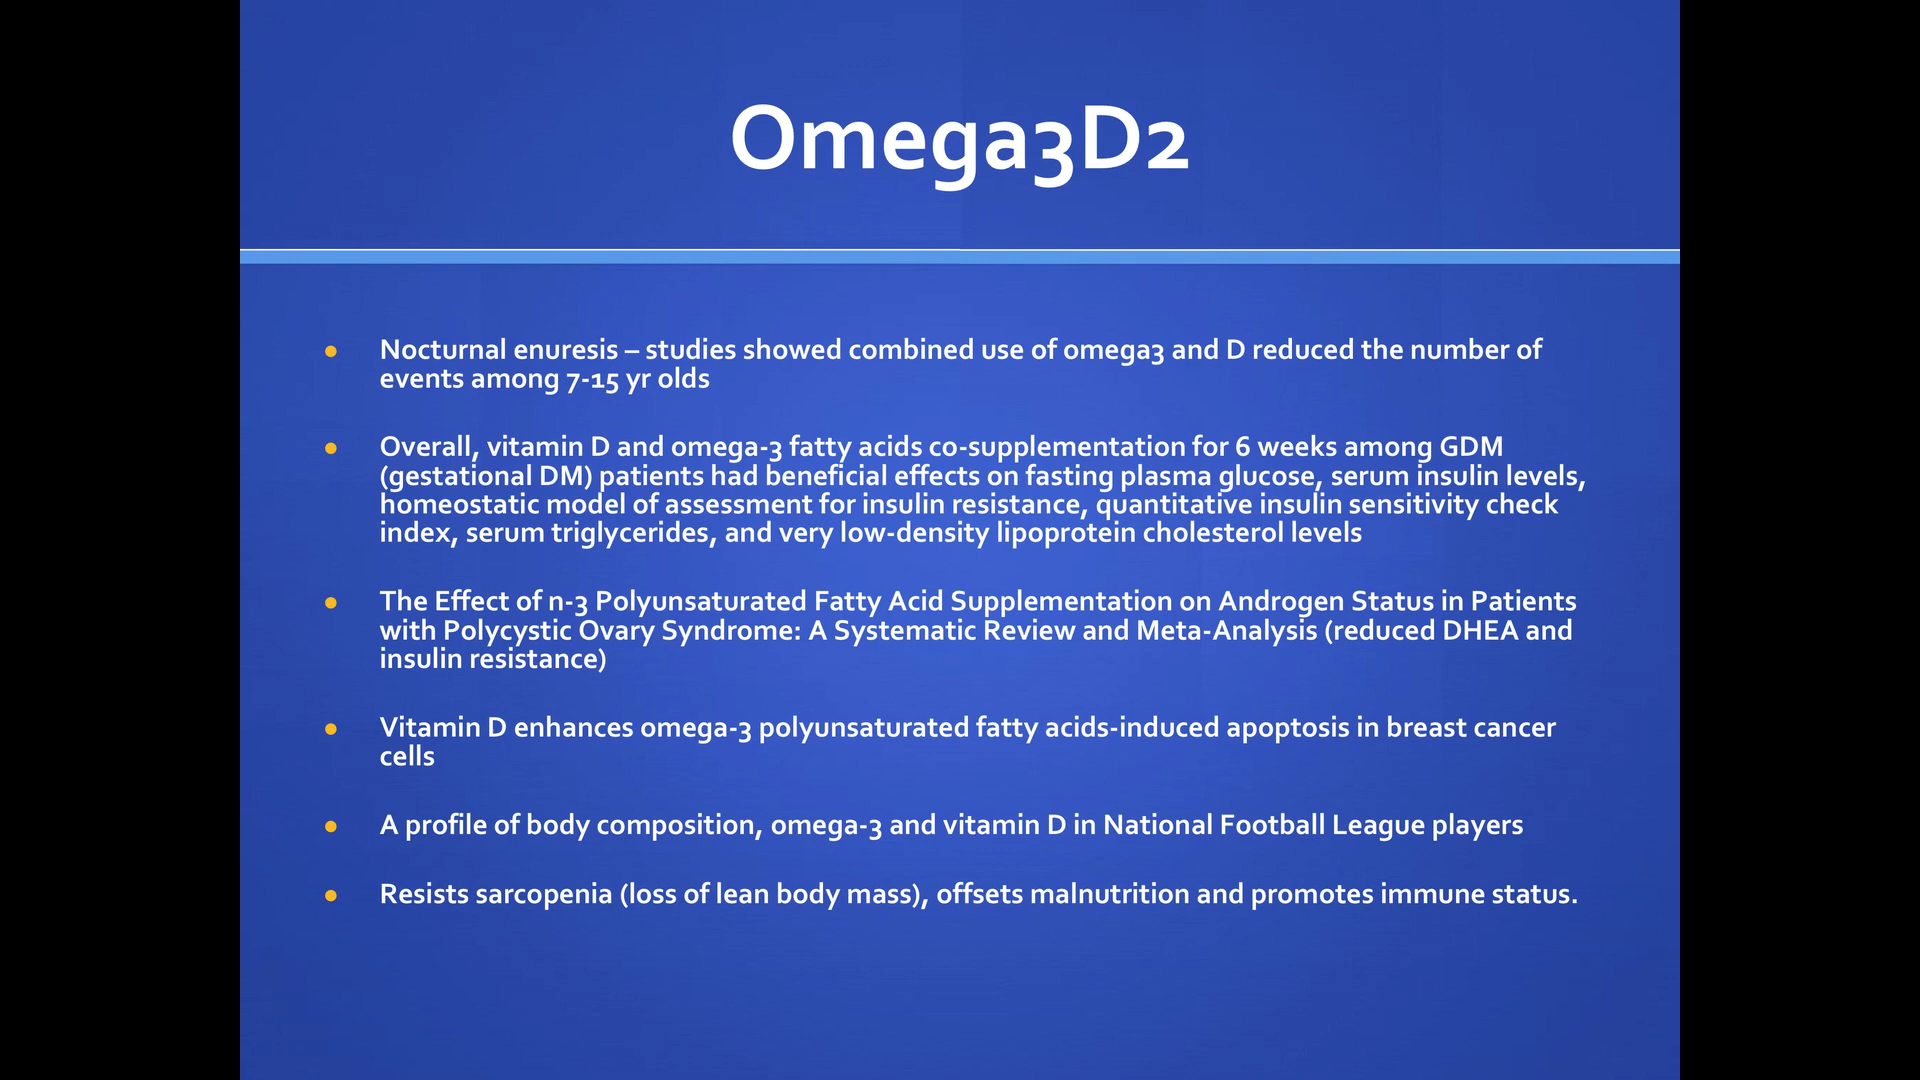 Omega3D2
Nocturnal enuresis – studies showed combined use of omega3 and D reduced the number of
events among 7-15 yr olds
Overall, vitamin D and omega-3 fatty acids co-supplementation for 6 weeks among GDM
(gestational DM) patients had beneficial effects on fasting plasma glucose, serum insulin levels,
homeostatic model of assessment for insulin resistance, quantitative insulin sensitivity check
index, serum triglycerides, and very low-density lipoprotein cholesterol levels
The Effect of n-3 Polyunsaturated Fatty Acid Supplementation on Androgen Status in Patients
with Polycystic Ovary Syndrome: A Systematic Review and Meta-Analysis (reduced DHEA and
insulin resistance)
Vitamin D enhances omega-3 polyunsaturated fatty acids-induced apoptosis in breast cancer
cells
A profile of body composition, omega-3 and vitamin D in National Football League players
Resists sarcopenia (loss of lean body mass), offsets malnutrition and promotes immune status.